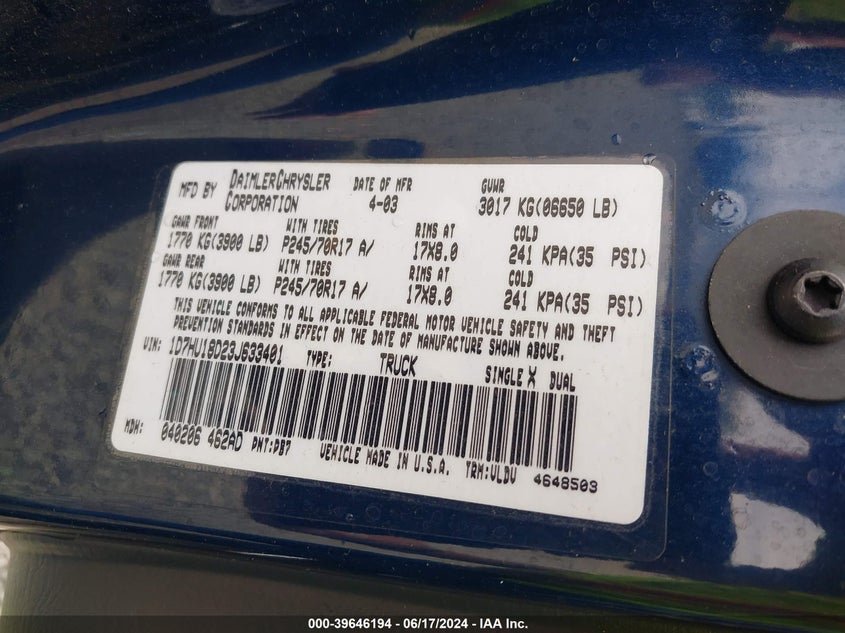 MFD BY DAIMLERCHRYSLER CORPORATION DATE OF MFR 4-03 GVWR 3017 KG(06650 LB)
GAWR FRONT WITH TIRES RIMS AT COLD
1770 KG(3900 LB) P245/70R17 A/ 17X8.0 241 KPA(35 PSI)
GAWR REAR WITH TIRES RIMS AT COLD
1770 KG(3900 LB) P245/70R17 A/ 17X8.0 241 KPA(35 PSI)
THIS VEHICLE CONFORMS TO ALL APPLICABLE FEDERAL MOTOR VEHICLE SAFETY AND THEFT
PREVENTION STANDARDS IN EFFECT ON THE DATE OF MANUFACTURE SHOWN ABOVE.
VIN: 1D7HU18D23J633401 TYPE: TRUCK SINGLE X DUAL
MDH: 040206 462AD PNT:PB7 VEHICLE MADE IN U.S.A. TRM:VLDV 4648503
000-39646194 - 06/17/2024 - IAA Inc.